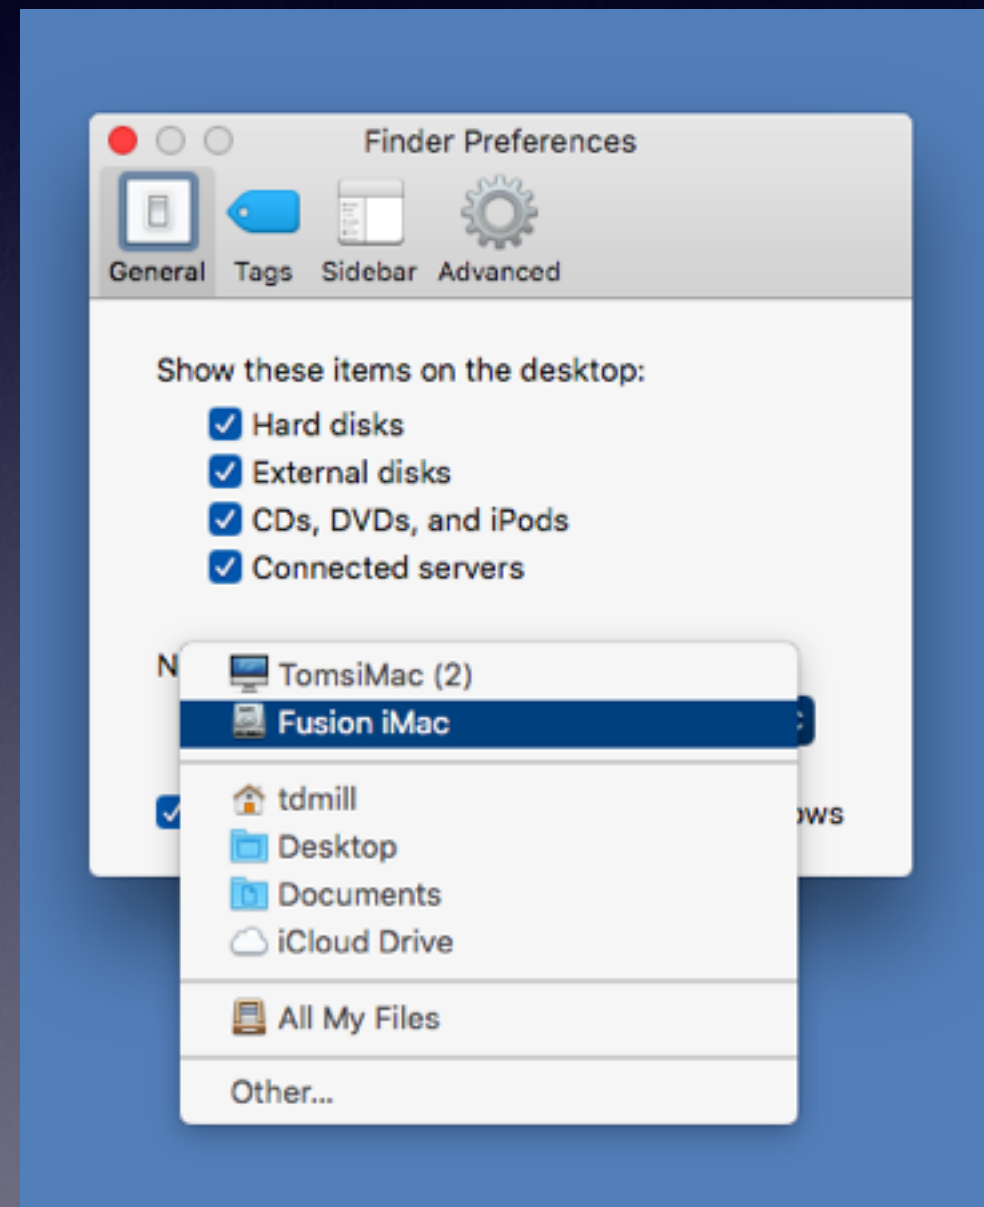 Finder Preferences
General Tags Sidebar Advanced
Show these items on the desktop:
Hard disks
External disks
CDs, DVDs, and iPods
Connected servers
N
TomsiMac (2)
Fusion iMac
tdmill
ows
Desktop
Documents
iCloud Drive
All My Files
Other...